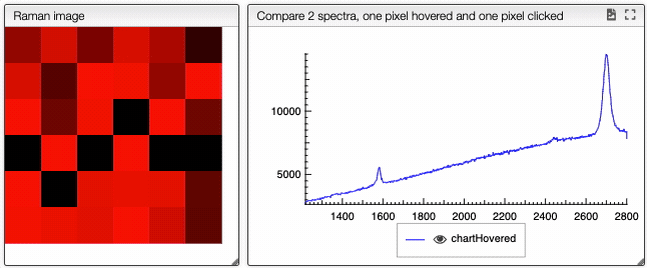 Raman image
Compare 2 spectra, one pixel hovered and one pixel clicked
10000
5000
1400 1600 1800 2000 2200 2400 2600 2800
chartHovered